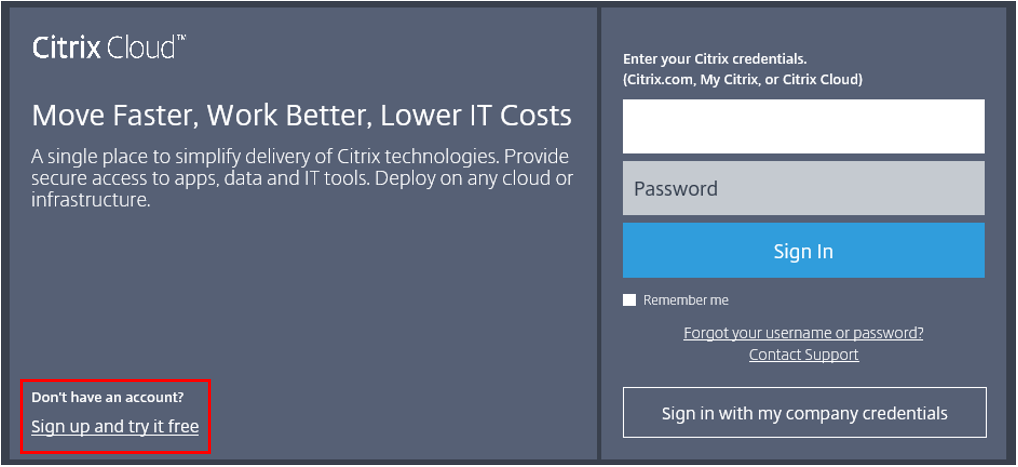 Citrix Cloud™
Move Faster, Work Better, Lower IT Costs
A single place to simplify delivery of Citrix technologies. Provide
secure access to apps, data and IT tools. Deploy on any cloud or
infrastructure.
Don't have an account?
Sign up and try it free
Enter your Citrix credentials.
(Citrix.com, My Citrix, or Citrix Cloud)
Password
Sign In
Remember me
Forgot your username or password?
Contact Support
Sign in with my company credentials